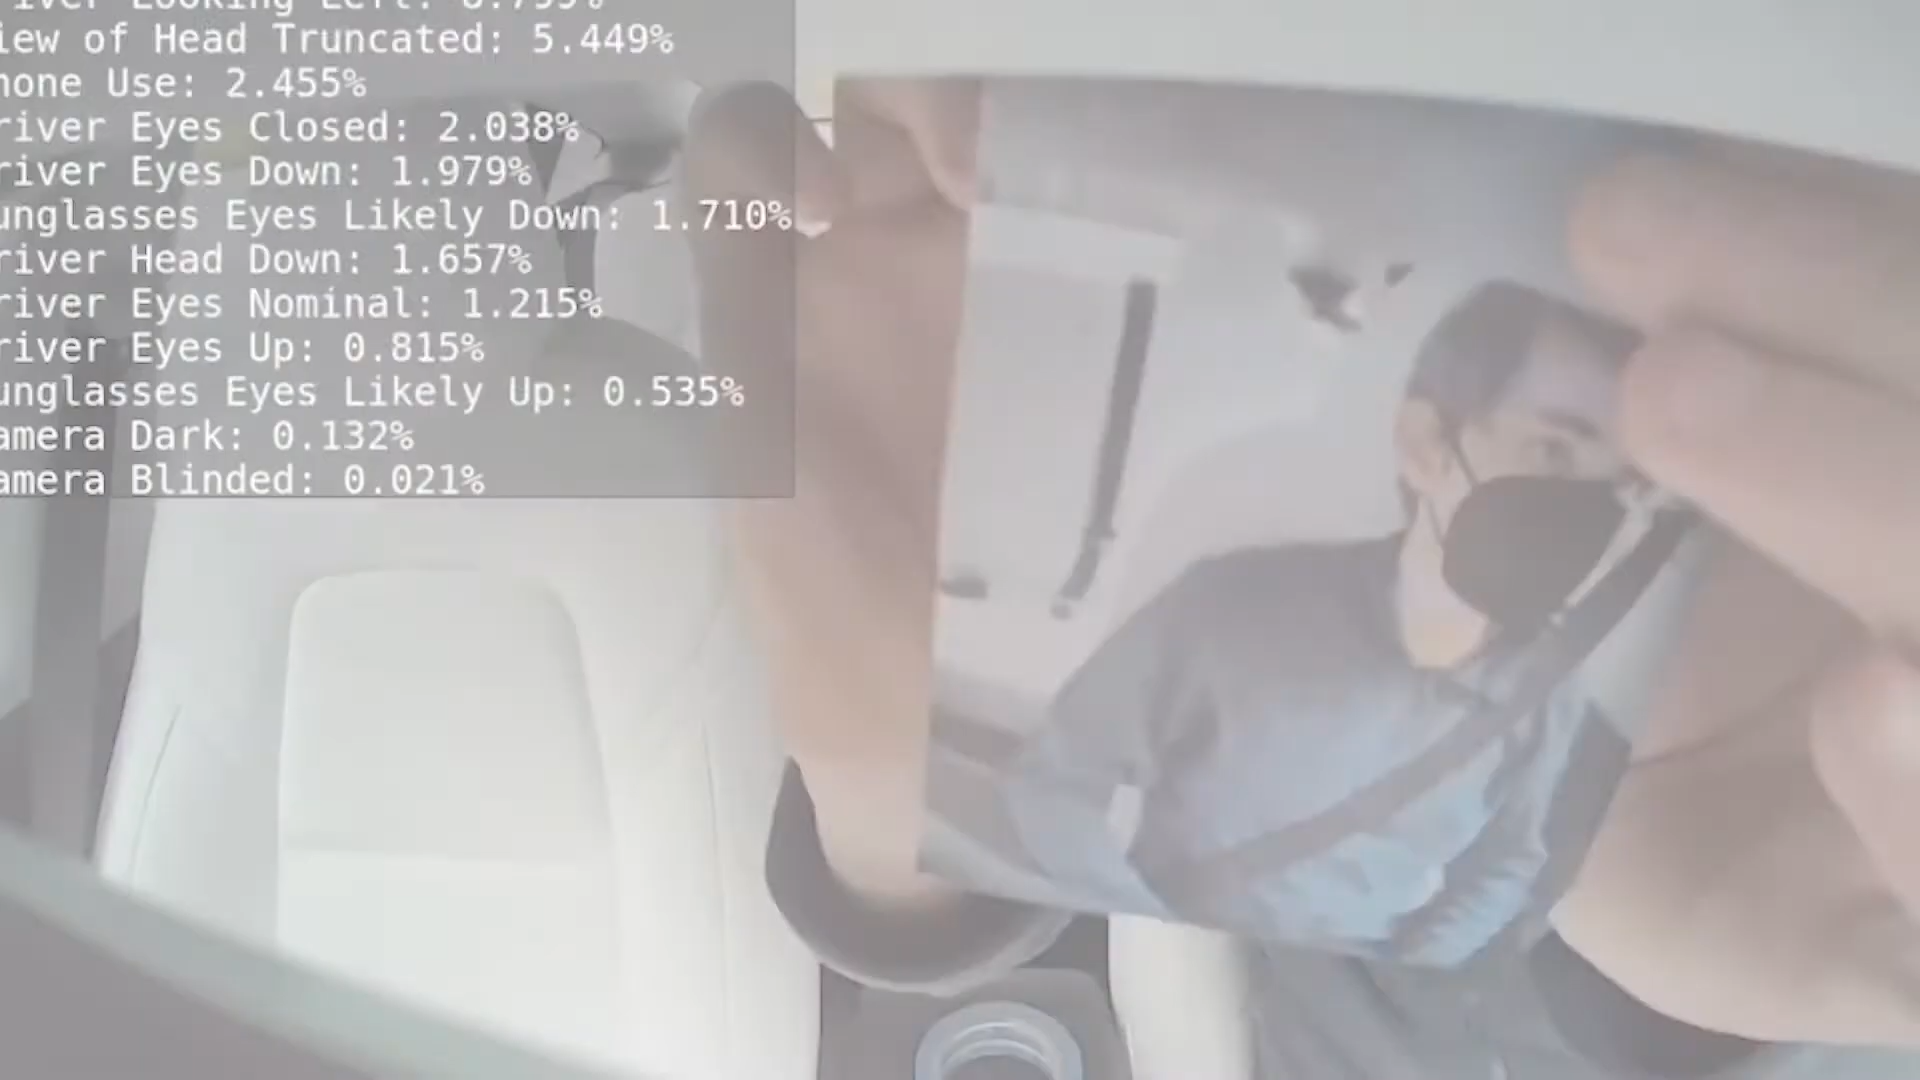 iver Looking Left: 8.799%
iew of Head Truncated: 5.449%
hone Use: 2.455%
river Eyes Closed: 2.038%
river Eyes Down: 1.979%
unglasses Eyes Likely Down: 1.710%
river Head Down: 1.657%
river Eyes Nominal: 1.215%
river Eyes Up: 0.815%
unglasses Eyes Likely Up: 0.535%
amera Dark: 0.132%
amera Blinded: 0.021%